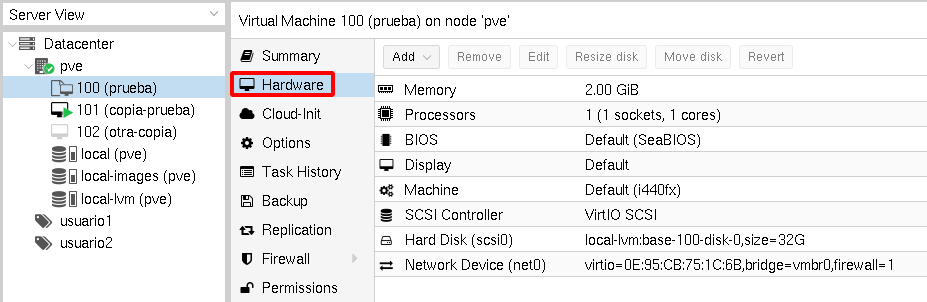 Server View
Datacenter
pve
100 (prueba)
101 (copia-prueba)
102 (otra-copia)
local (pve)
local-images (pve)
local-lvm (pve)
usuario1
usuario2
Virtual Machine 100 (prueba) on node 'pve'
Summary
Hardware
Cloud-Init
Options
Task History
Backup
Replication
Firewall
Permissions
Add Remove Edit Resize disk Move disk Revert
Memory 2.00 GiB
Processors 1 (1 sockets, 1 cores)
BIOS Default (SeaBIOS)
Display Default
Machine Default (i440fx)
SCSI Controller VirtIO SCSI
Hard Disk (scsi0) local-lvm:base-100-disk-0,size=32G
Network Device (net0) virtio=0E:95:CB:75:1C:6B,bridge=vmbr0,firewall=1